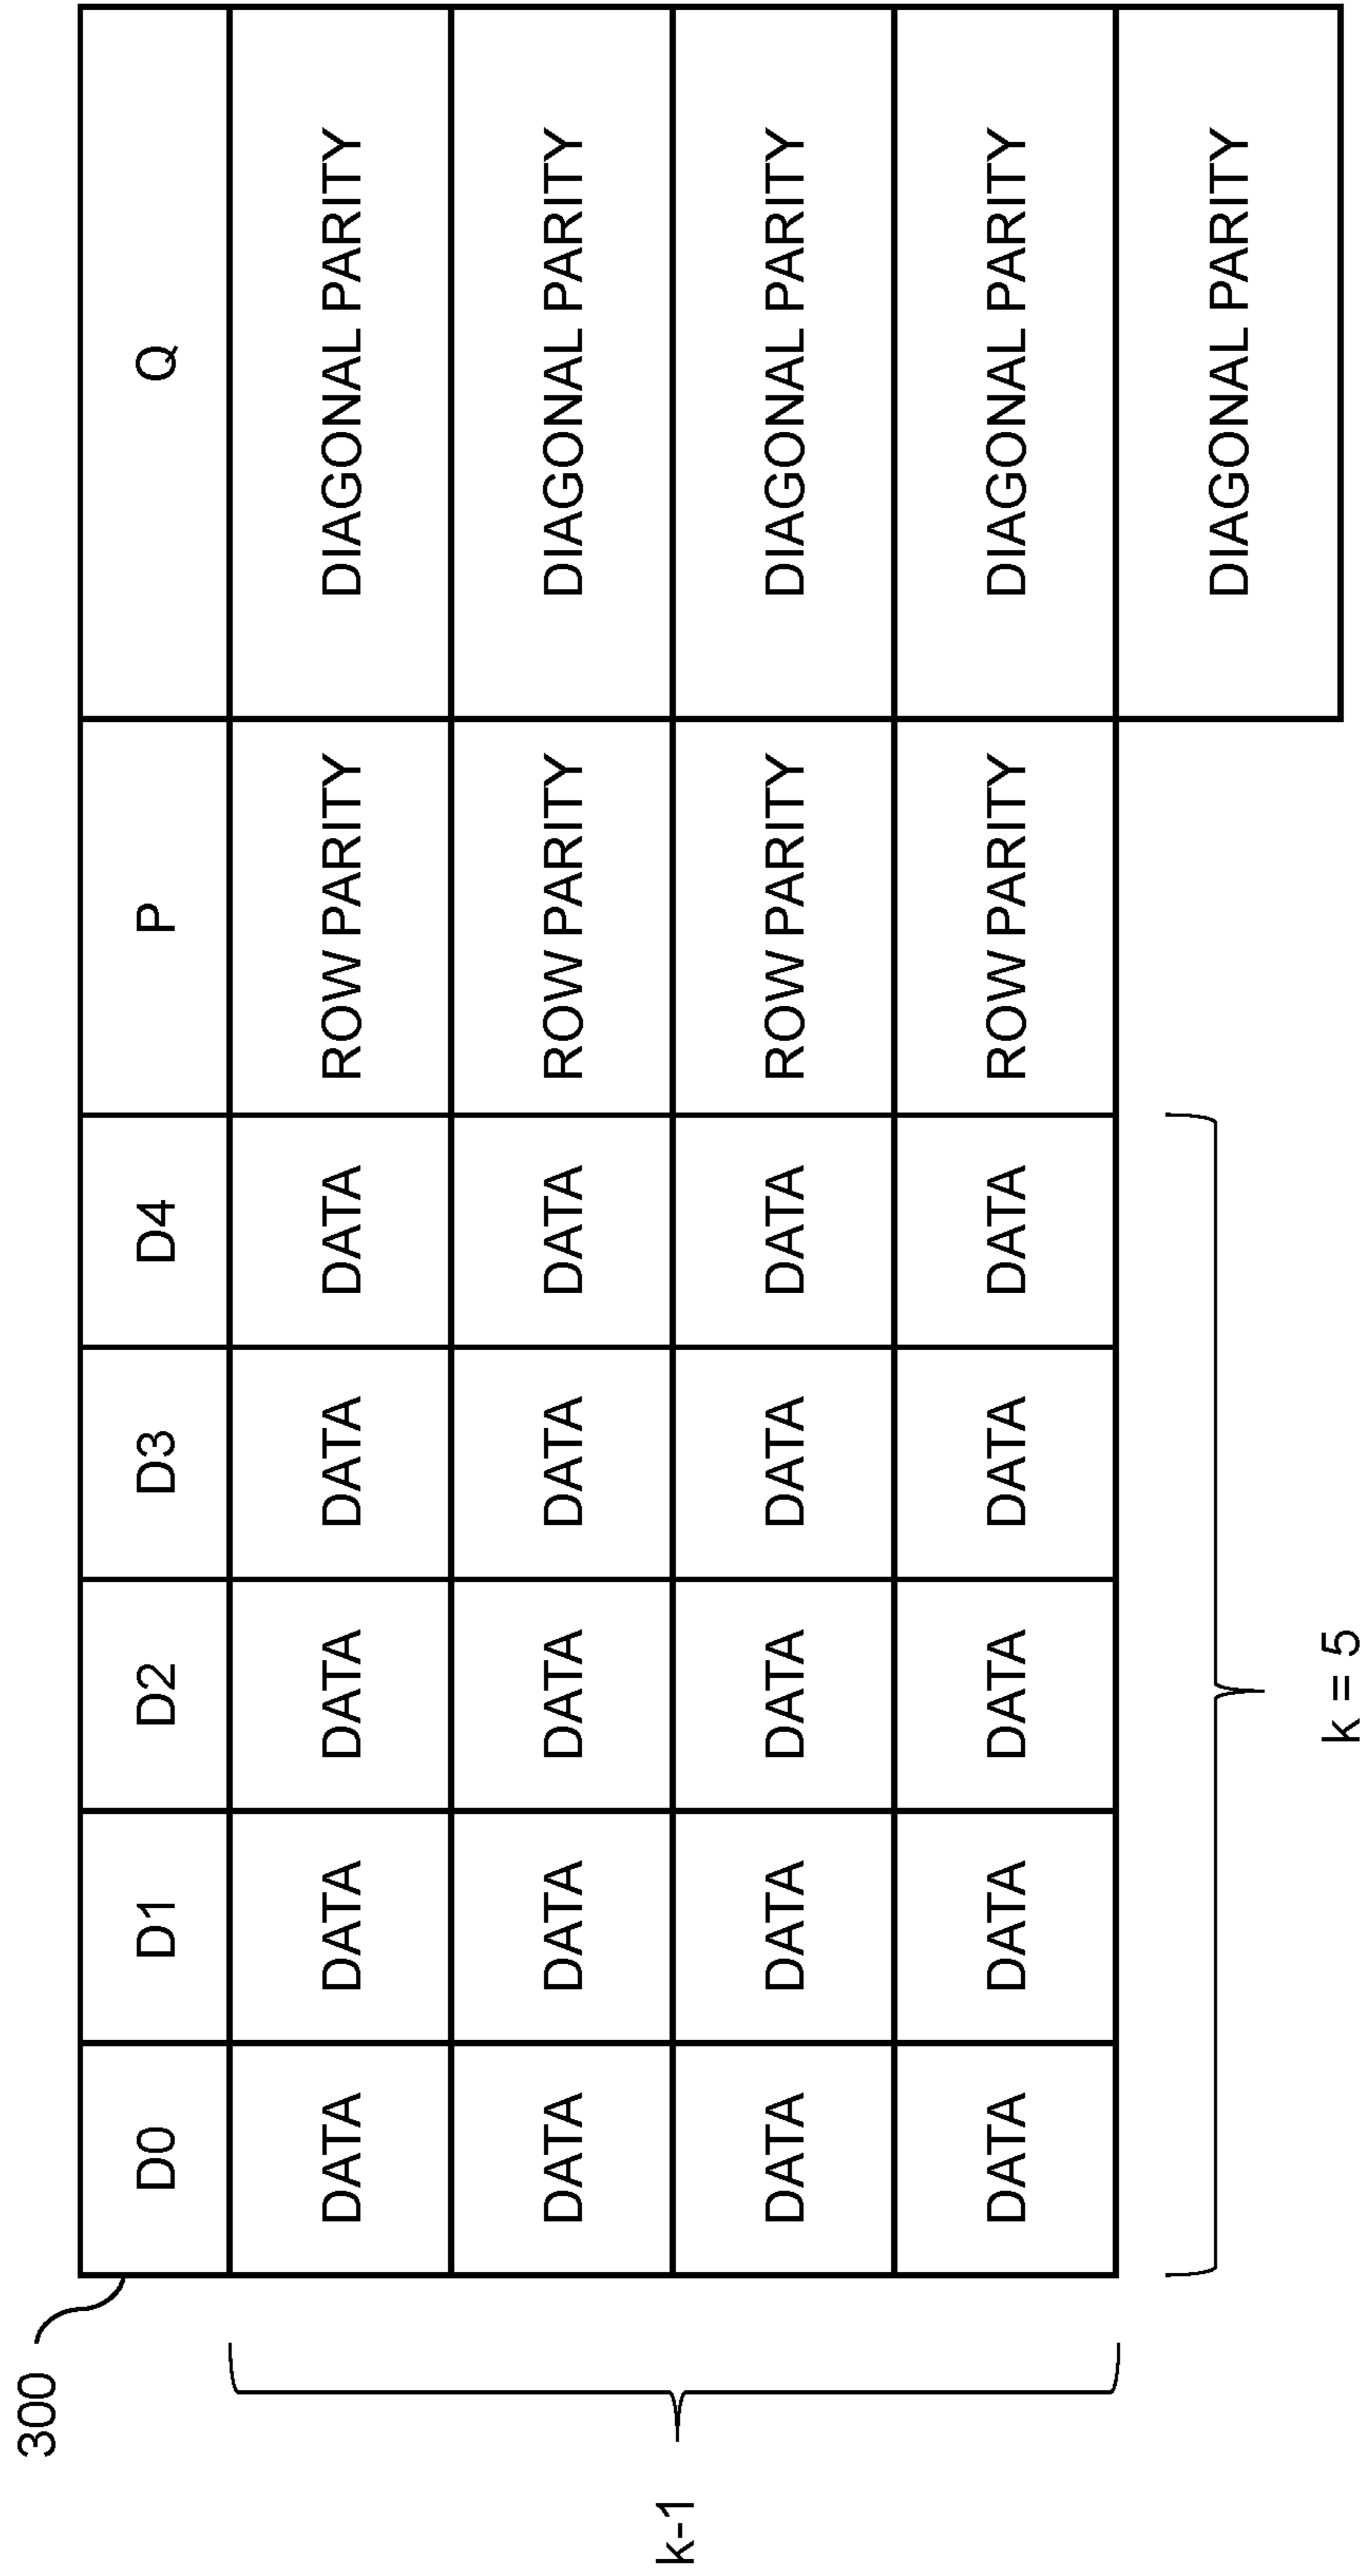 300
D0 D1 D2 D3 D4 P Q
DATA DATA DATA DATA DATA ROW PARITY DIAGONAL PARITY
DATA DATA DATA DATA DATA ROW PARITY DIAGONAL PARITY
k-1
DATA DATA DATA DATA DATA ROW PARITY DIAGONAL PARITY
DATA DATA DATA DATA DATA ROW PARITY DIAGONAL PARITY
DIAGONAL PARITY
k = 5